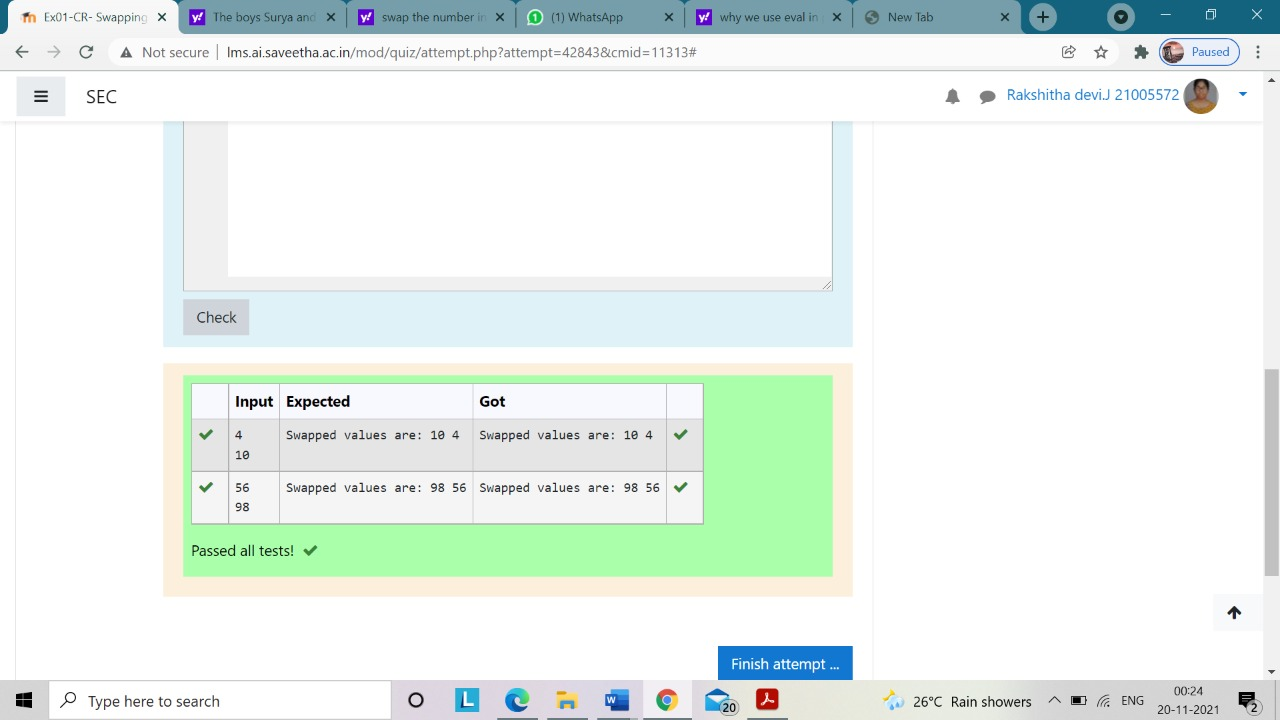 Ex01-CR- Swapping
The boys Surya and
swap the number in
(1) WhatsApp
why we use eval in
New Tab
Not secure | lms.ai.saveetha.ac.in/mod/quiz/attempt.php?attempt=42843&cmid=11313#
Paused
SEC
Rakshitha devi.J 21005572
Check
Input Expected Got
4 Swapped values are: 10 4 Swapped values are: 10 4
10
56 Swapped values are: 98 56 Swapped values are: 98 56
98
Passed all tests!
Finish attempt ...
Type here to search
L
W
20
26°C Rain showers
ENG
00:24
20-11-2021
2